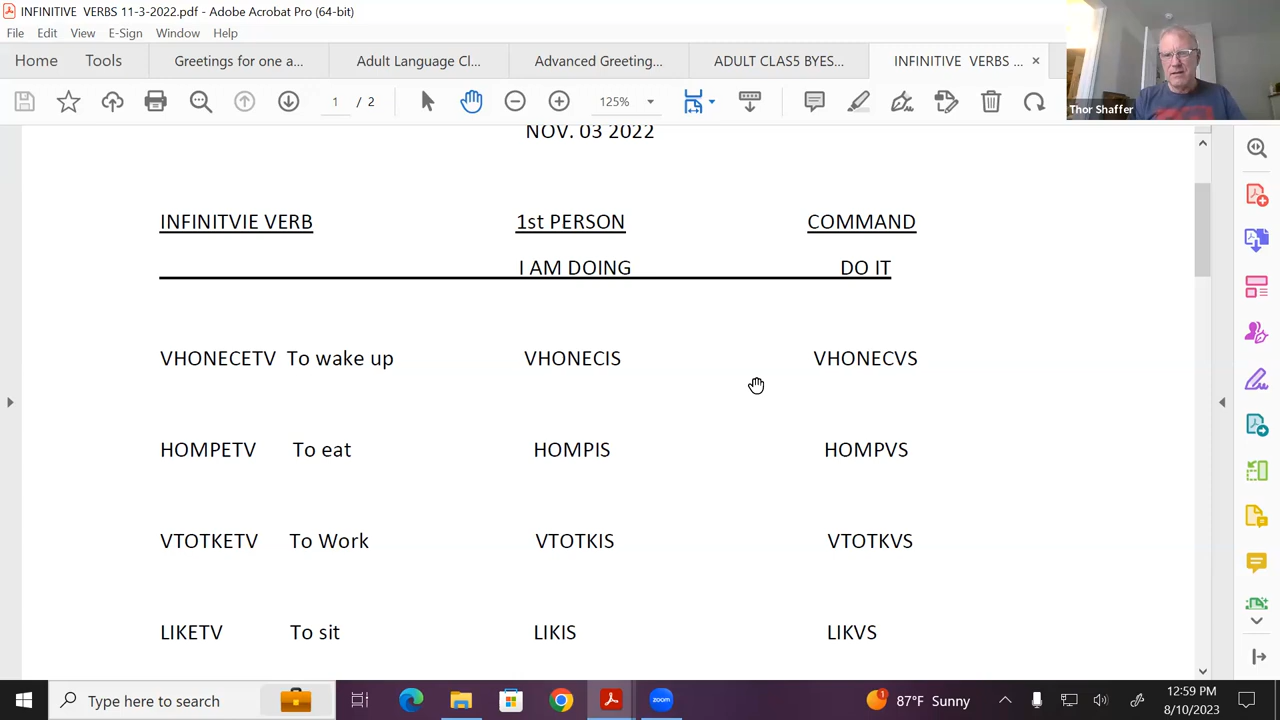 INFINITIVE  VERBS 11-3-2022.pdf - Adobe Acrobat Pro (64-bit)
File Edit View E-Sign Window Help
Home Tools Greetings for one a... Adult Language Cl... Advanced Greeting... ADULT CLAS5 BYES... INFINITIVE  VERBS ... ×
1 / 2 125%
Thor Shaffer
NOV. 03 2022
INFINITVIE VERB 1st PERSON COMMAND
I AM DOING DO IT
VHONECETV To wake up VHONECIS VHONECVS
HOMPETV To eat HOMPIS HOMPVS
VTOTKETV To Work VTOTKIS VTOTKVS
LIKETV To sit LIKIS LIKVS
Type here to search zoom 1 87°F Sunny 12:59 PM
8/10/2023